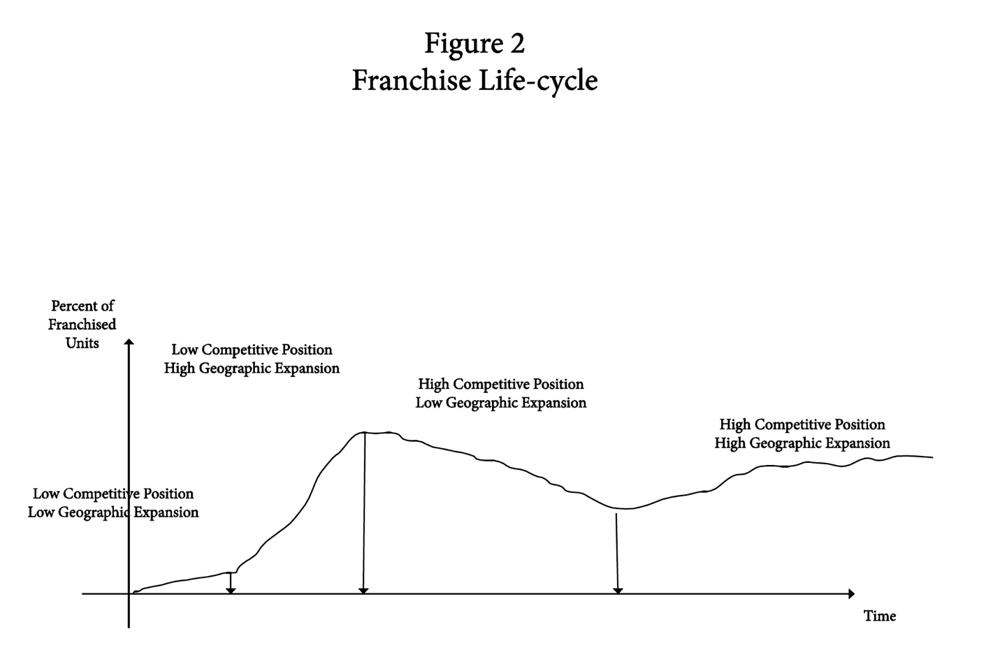 Figure 2
Franchise Life-cycle
Percent of
Franchised
Units
Low Competitive Position
High Geographic Expansion
High Competitive Position
Low Geographic Expansion
High Competitive Position
High Geographic Expansion
Low Competitive Position
Low Geographic Expansion
Time